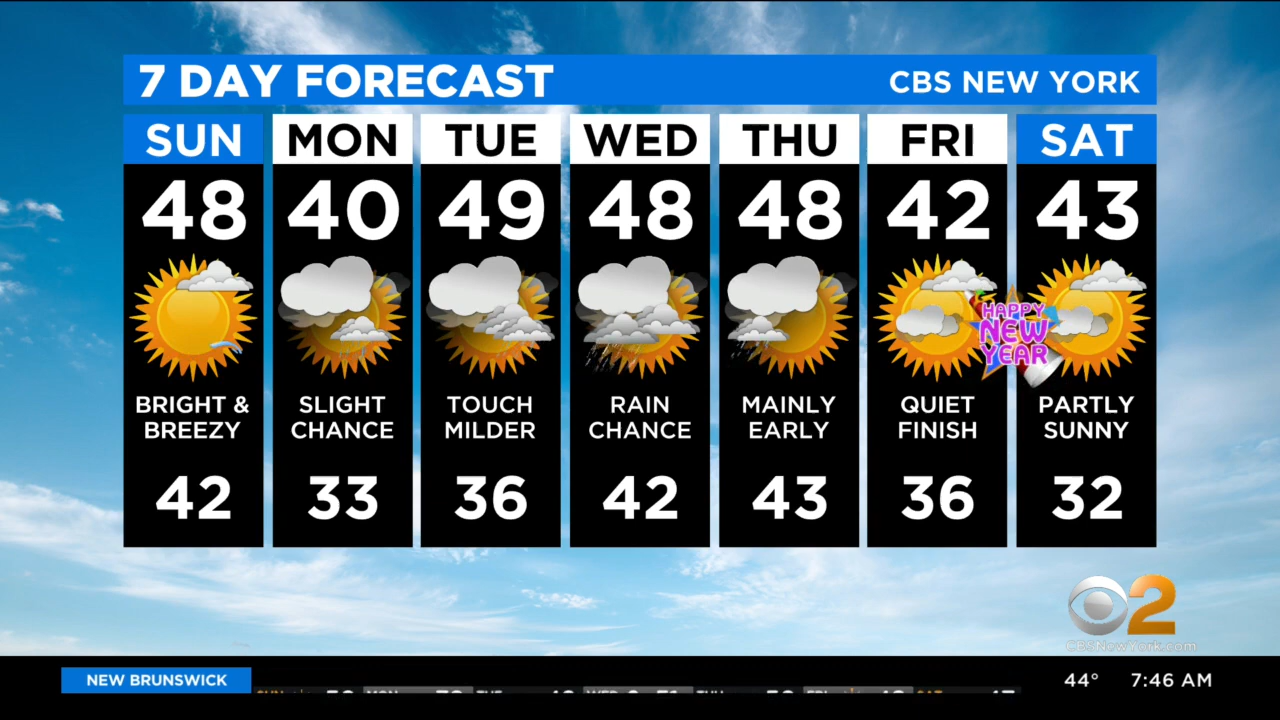 7 DAY FORECAST
CBS NEW YORK
SUN MON TUE WED THU FRI SAT
48 40 49 48 48 42 43
HAPPY
NEW
YEAR
BRIGHT & SLIGHT TOUCH RAIN MAINLY QUIET PARTLY
BREEZY CHANCE MILDER CHANCE EARLY FINISH SUNNY
42 33 36 42 43 36 32
2
CBSNewYork.com
NEW BRUNSWICK
44° 7:46 AM